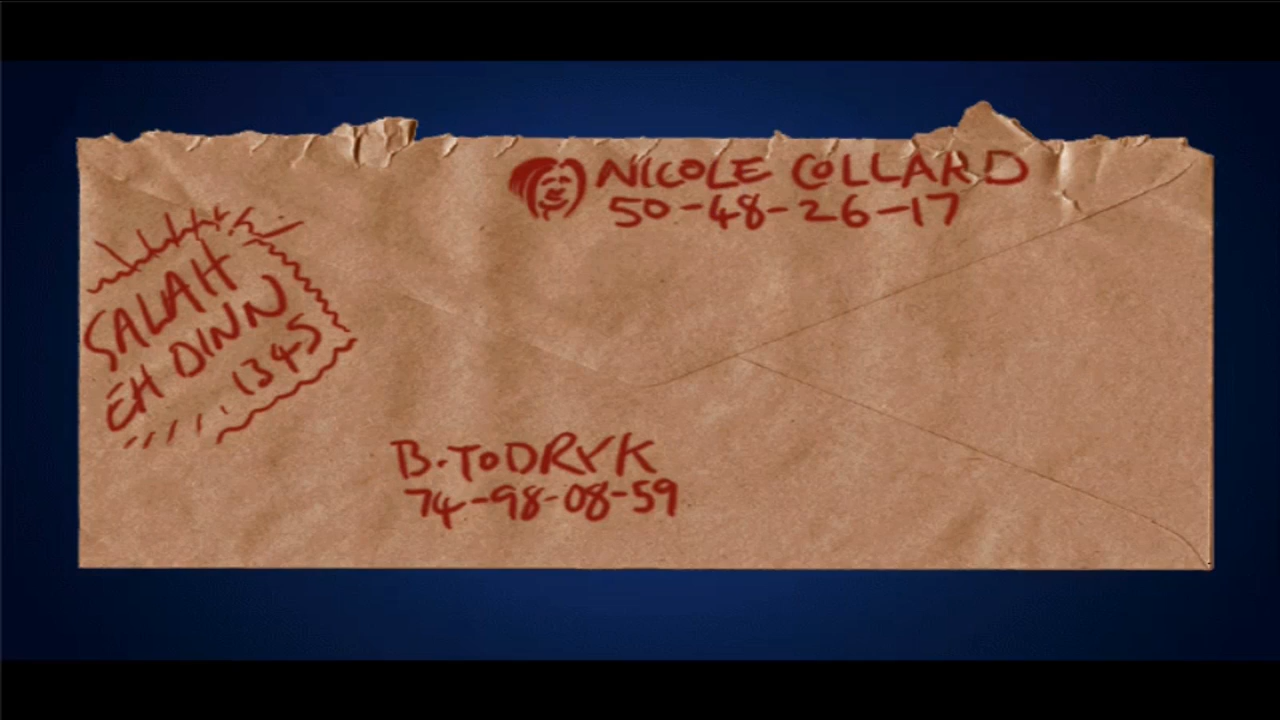 NICOLE COLLARD
50-48-26-17
SALAH
EH DINN
1345
B. TODRYK
74-98-08-59